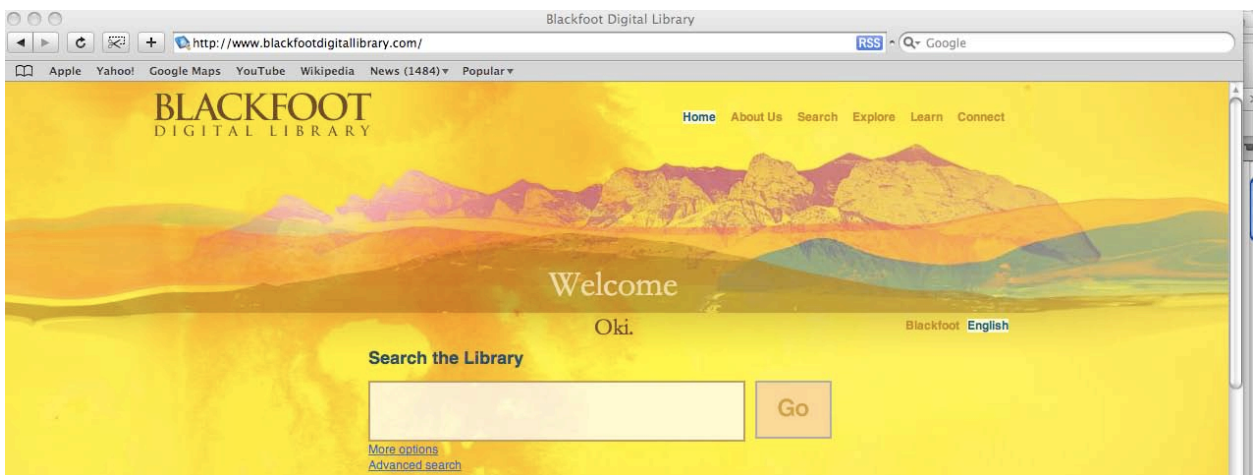 Blackfoot Digital Library
http://www.blackfootdigitallibrary.com/ RSS Google
Apple Yahoo! Google Maps YouTube Wikipedia News (1484) Popular
BLACKFOOT
DIGITAL LIBRARY
Home About Us Search Explore Learn Connect
Welcome
Oki.
Blackfoot English
Search the Library
Go
More options
Advanced search